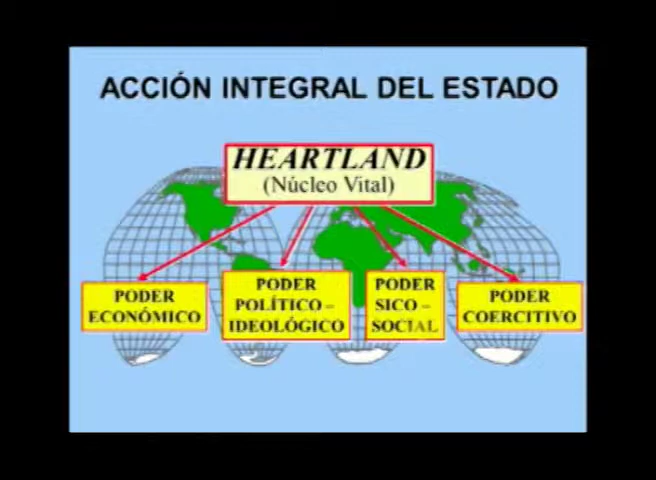 ACCIÓN INTEGRAL DEL ESTADO
HEARTLAND
(Núcleo Vital)
PODER
ECONÓMICO
PODER
POLÍTICO –
IDEOLÓGICO
PODER
SICO –
SOCIAL
PODER
COERCITIVO